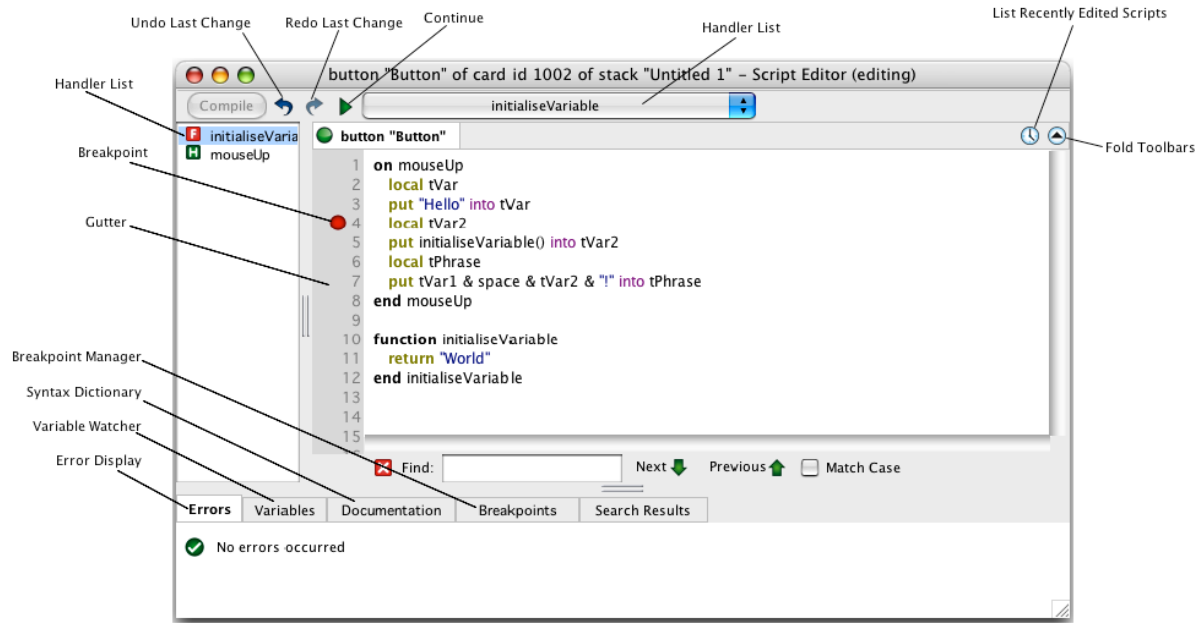 List Recently Edited Scripts
Undo Last Change
Redo Last Change
Continue
Handler List
Handler List
button "Button" of card id 1002 of stack "Untitled 1" – Script Editor (editing)
Compile
initialiseVariable
initialiseVaria
mouseUp
button "Button"
Breakpoint
Gutter
Fold Toolbars
1 on mouseUp
2 local tVar
3 put "Hello" into tVar
4 local tVar2
5 put initialiseVariable() into tVar2
6 local tPhrase
7 put tVar1 & space & tVar2 & "!" into tPhrase
8 end mouseUp
9
10 function initialiseVariable
11 return "World"
12 end initialiseVariable
13
14
15
Breakpoint Manager
Syntax Dictionary
Variable Watcher
Error Display
Find:
Next
Previous
Match Case
Errors
Variables
Documentation
Breakpoints
Search Results
No errors occurred